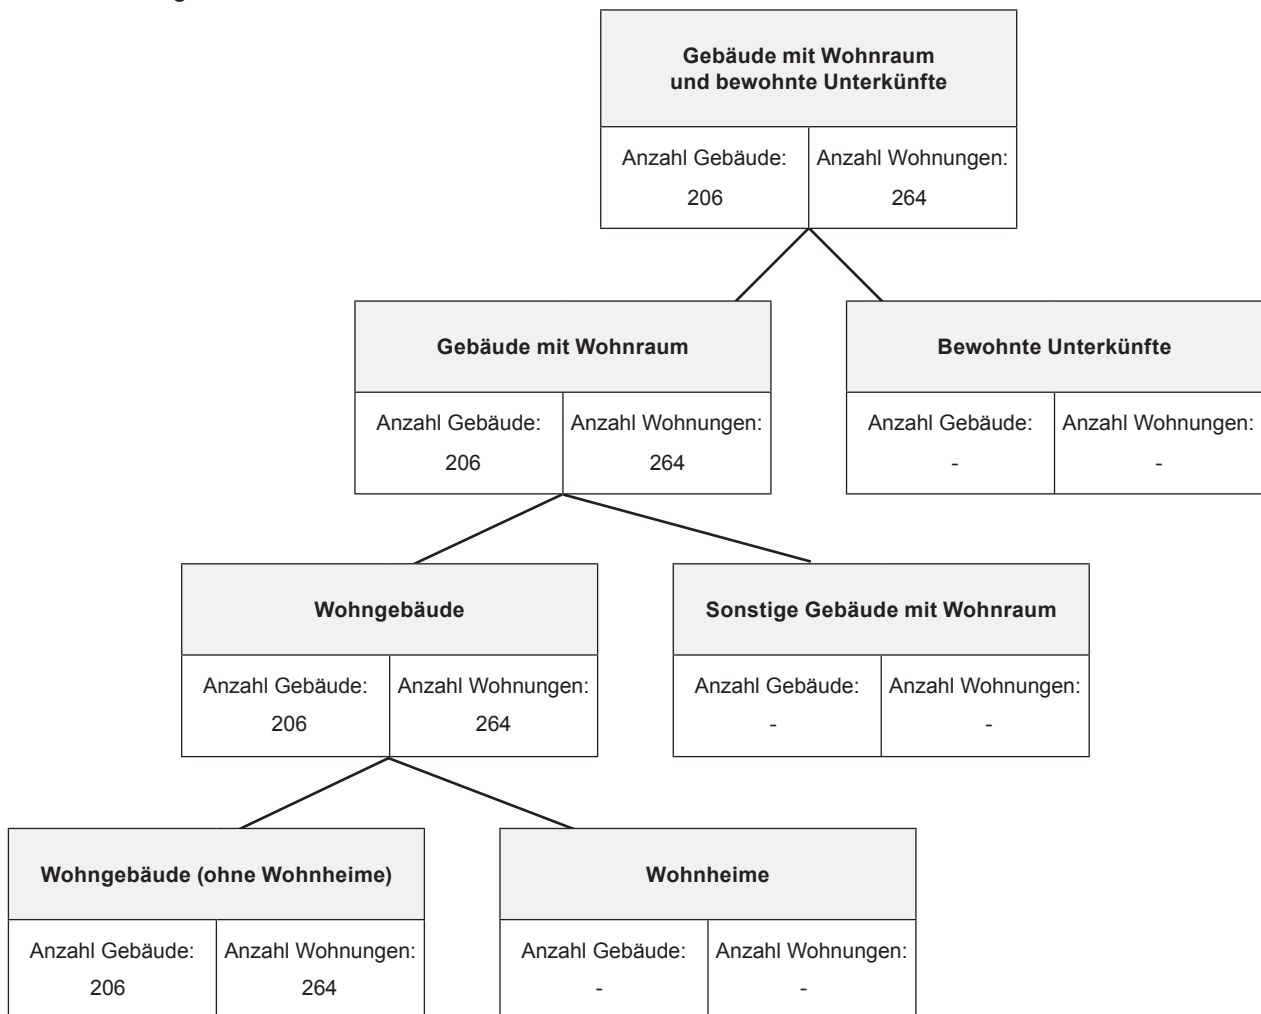 Gebäude mit Wohnraum
und bewohnte Unterkünfte
Anzahl Gebäude: Anzahl Wohnungen:
206 264
Gebäude mit Wohnraum
Bewohnte Unterkünfte
Anzahl Gebäude: Anzahl Wohnungen:
206 264
Anzahl Gebäude: Anzahl Wohnungen:
- -
Wohngebäude
Sonstige Gebäude mit Wohnraum
Anzahl Gebäude: Anzahl Wohnungen:
206 264
Anzahl Gebäude: Anzahl Wohnungen:
- -
Wohngebäude (ohne Wohnheime)
Wohnheime
Anzahl Gebäude: Anzahl Wohnungen:
206 264
Anzahl Gebäude: Anzahl Wohnungen:
- -